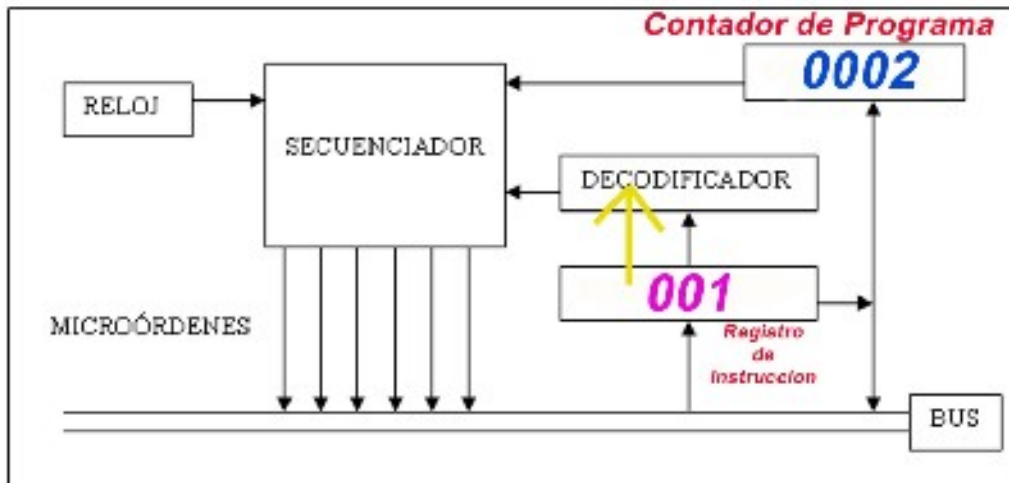 Contador de Programa
0002
RELOJ
SECUENCIADOR
DECODIFICADOR
001
Registro
de
instruccion
MICROÓRDENES
BUS